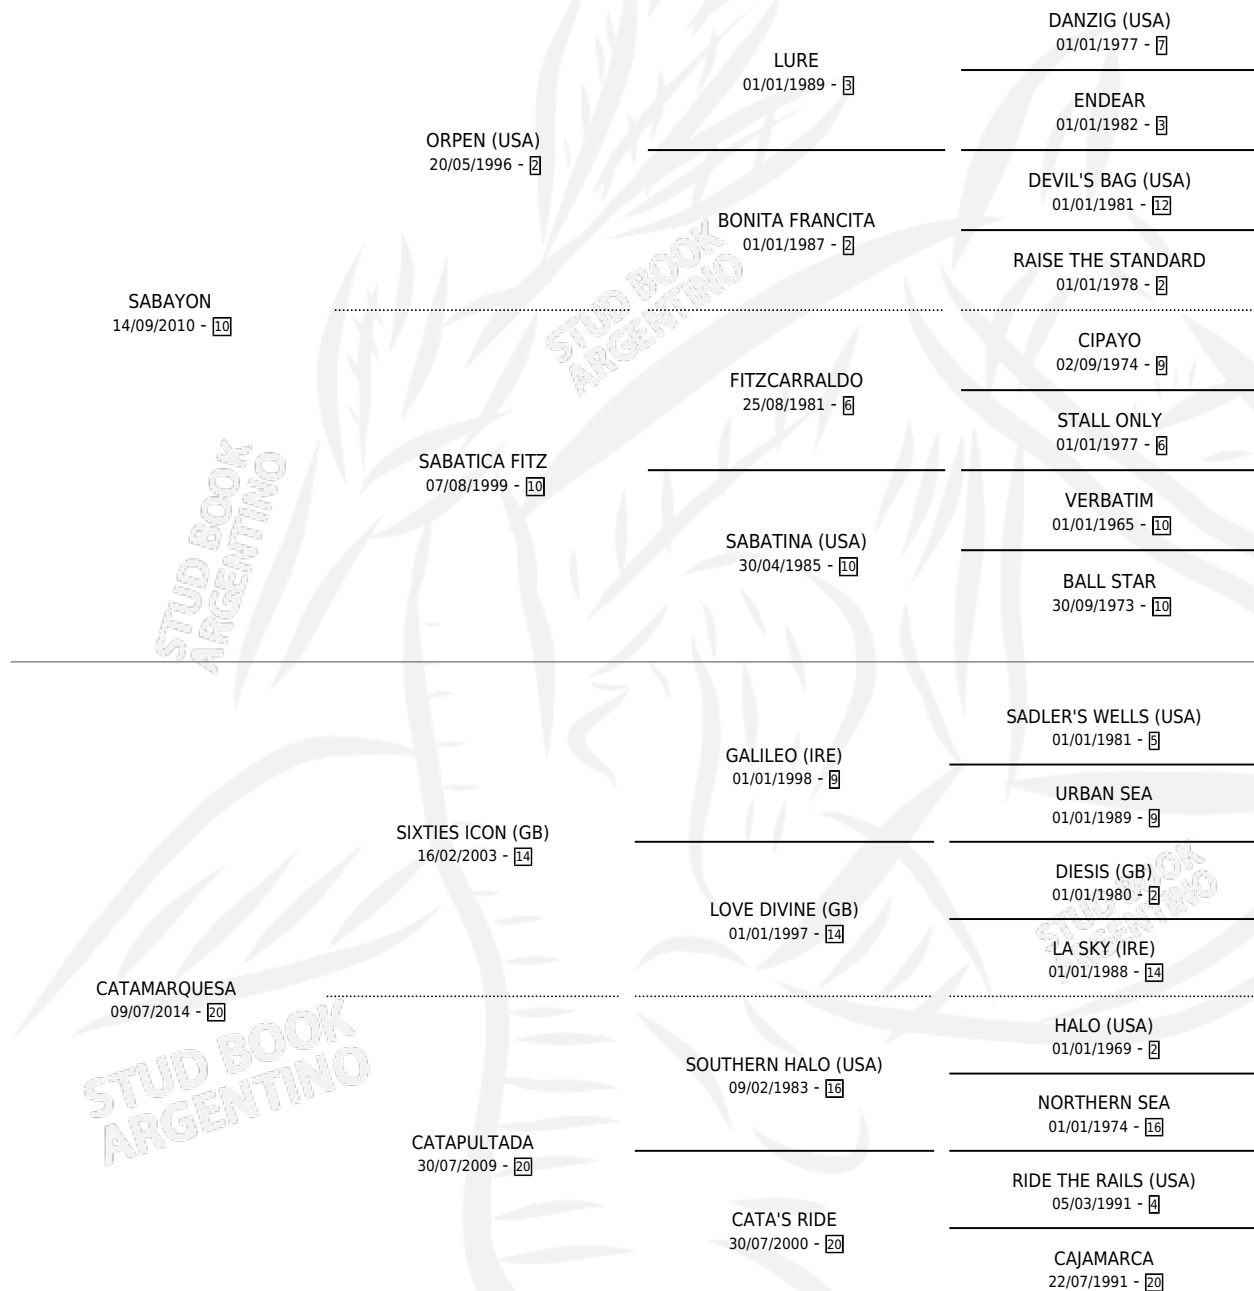 DANZIG (USA)
01/01/1977 - 7
LURE
01/01/1989 - 3
ENDEAR
01/01/1982 - 3
ORPEN (USA)
20/05/1996 - 2
DEVIL'S BAG (USA)
01/01/1981 - 12
BONITA FRANCITA
01/01/1987 - 2
RAISE THE STANDARD
01/01/1978 - 2
SABAYON
14/09/2010 - 10
STUD BOOK
ARGENTINO
CIPAYO
02/09/1974 - 9
FITZCARRALDO
25/08/1981 - 6
STALL ONLY
01/01/1977 - 6
SABATICA FITZ
07/08/1999 - 10
VERBATIM
01/01/1965 - 10
SABATINA (USA)
30/04/1985 - 10
BALL STAR
30/09/1973 - 10
STUD BOOK
ARGENTINO
SADLER'S WELLS (USA)
01/01/1981 - 5
GALILEO (IRE)
01/01/1998 - 9
URBAN SEA
01/01/1989 - 9
SIXTIES ICON (GB)
16/02/2003 - 14
DIESIS (GB)
01/01/1980 - 2
LOVE DIVINE (GB)
01/01/1997 - 14
STUD BOOK
ARGENTINO
LA SKY (IRE)
01/01/1988 - 14
CATAMARQUESA
09/07/2014 - 20
STUD BOOK
ARGENTINO
HALO (USA)
01/01/1969 - 2
SOUTHERN HALO (USA)
09/02/1983 - 16
NORTHERN SEA
01/01/1974 - 16
CATAPULTADA
30/07/2009 - 20
RIDE THE RAILS (USA)
05/03/1991 - 4
CATA'S RIDE
30/07/2000 - 20
CAJAMARCA
22/07/1991 - 20